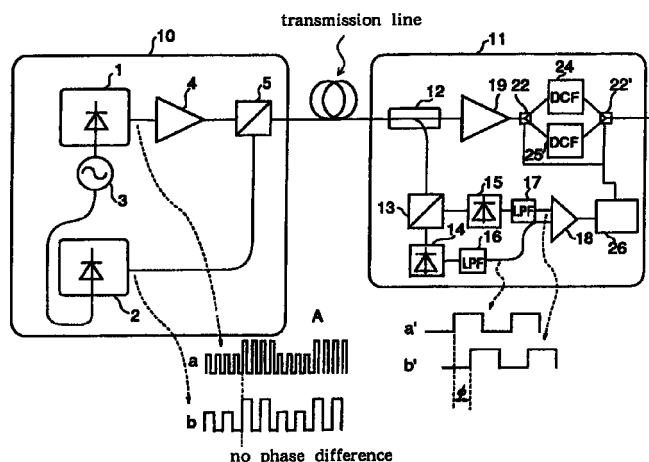 transmission line
10
11
1
4
5
12
19
22
24
22'
DCF
25
DCF
3
15
17
13
LPF
14
16
18
26
LPF
2
A
a
a'
b'
b
ϕ
no phase difference